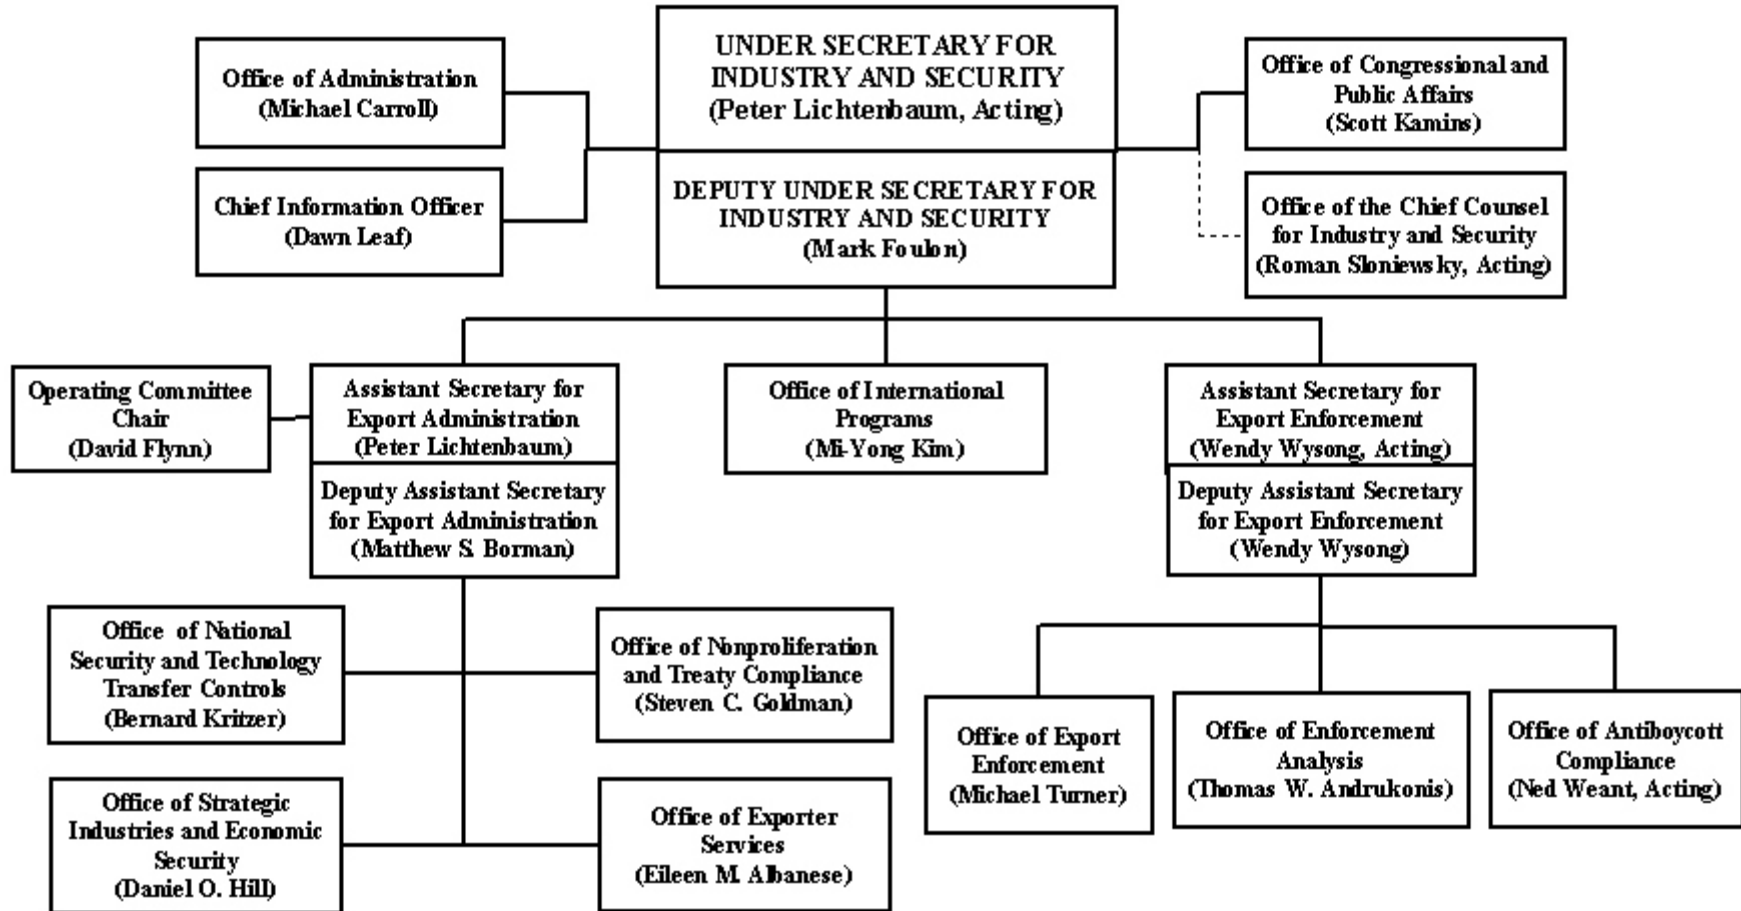 UNDER SECRETARY FOR
INDUSTRY AND SECURITY
(Peter Lichtenbaum, Acting)
DEPUTY UNDER SECRETARY FOR
INDUSTRY AND SECURITY
(Mark Foulon)
Office of Administration
(Michael Carroll)
Chief Information Officer
(Dawn Leaf)
Office of Congressional and
Public Affairs
(Scott Kamins)
Office of the Chief Counsel
for Industry and Security
(Roman Sloniewsky, Acting)
Operating Committee
Chair
(David Flynn)
Assistant Secretary for
Export Administration
(Peter Lichtenbaum)
Deputy Assistant Secretary
for Export Administration
(Matthew S. Borman)
Office of International
Programs
(Mi-Yong Kim)
Assistant Secretary for
Export Enforcement
(Wendy Wysong, Acting)
Deputy Assistant Secretary
for Export Enforcement
(Wendy Wysong)
Office of National
Security and Technology
Transfer Controls
(Bernard Kritzer)
Office of Nonproliferation
and Treaty Compliance
(Steven C. Goldman)
Office of Strategic
Industries and Economic
Security
(Daniel O. Hill)
Office of Exporter
Services
(Eileen M. Albanese)
Office of Export
Enforcement
(Michael Turner)
Office of Enforcement
Analysis
(Thomas W. Andrukonis)
Office of Antiboycott
Compliance
(Ned Weant, Acting)